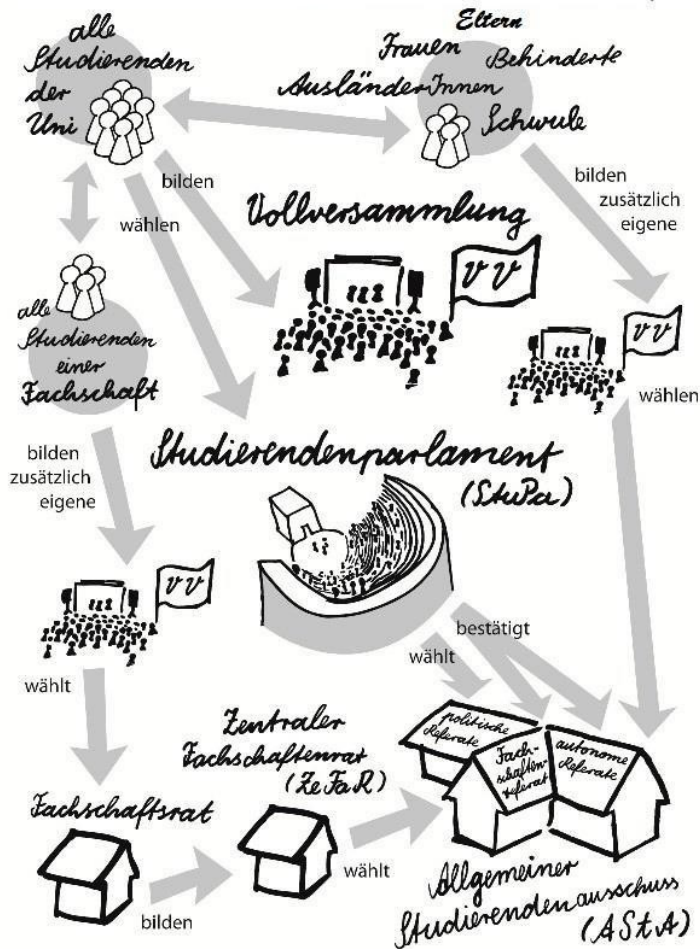 alle
Studierenden
der
Uni
Eltern
Frauen
Behinderte
AusländerInnen
Schwule
bilden
wählen
bilden
zusätzlich
eigene
Vollversammlung
VV
alle
Studierenden
einer
Fachschaft
VV
wählen
bilden
zusätzlich
eigene
Studierendenparlament
(StuPa)
VV
bestätigt
wählt
wählt
Zentraler
Fachschaftenrat
(ZeFaR)
politische
Referate
Fach-
schaften-
referat
autonome
Referate
Fachschaftsrat
wählt
bilden
Allgemeiner
Studierendenausschuss
(AStA)